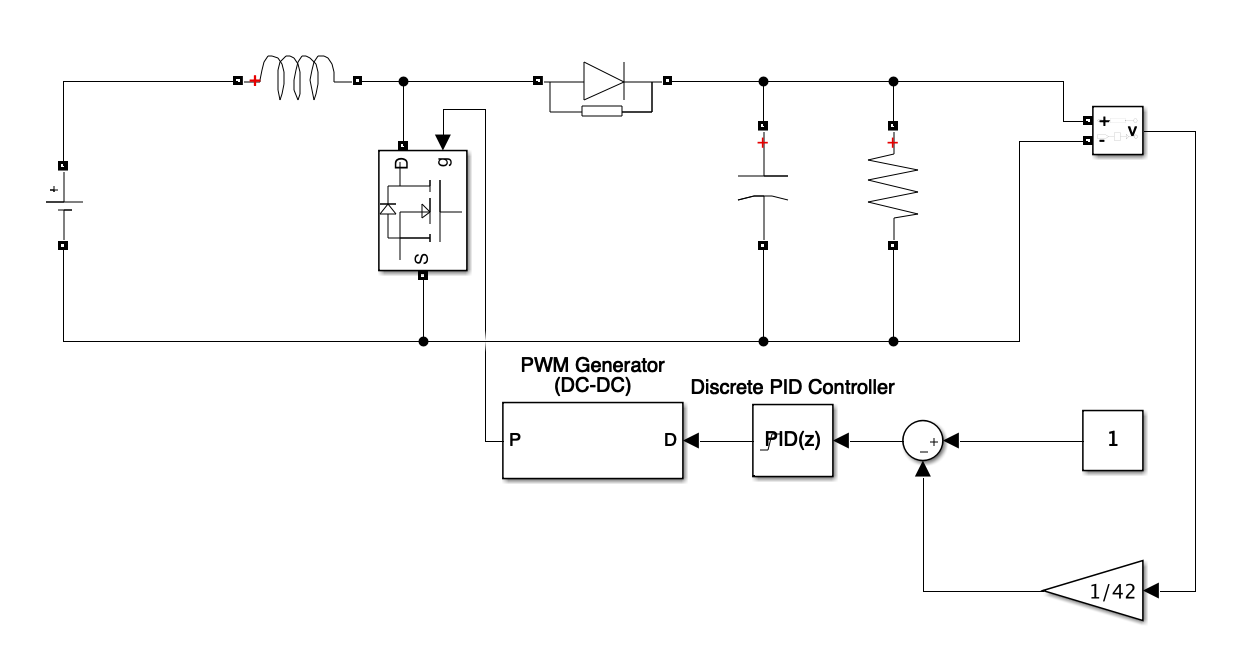 +
+
D
g
S
+
+
+
-
v
PWM Generator
(DC-DC)
Discrete PID Controller
P
D
PID(z)
+
−
1
1/42